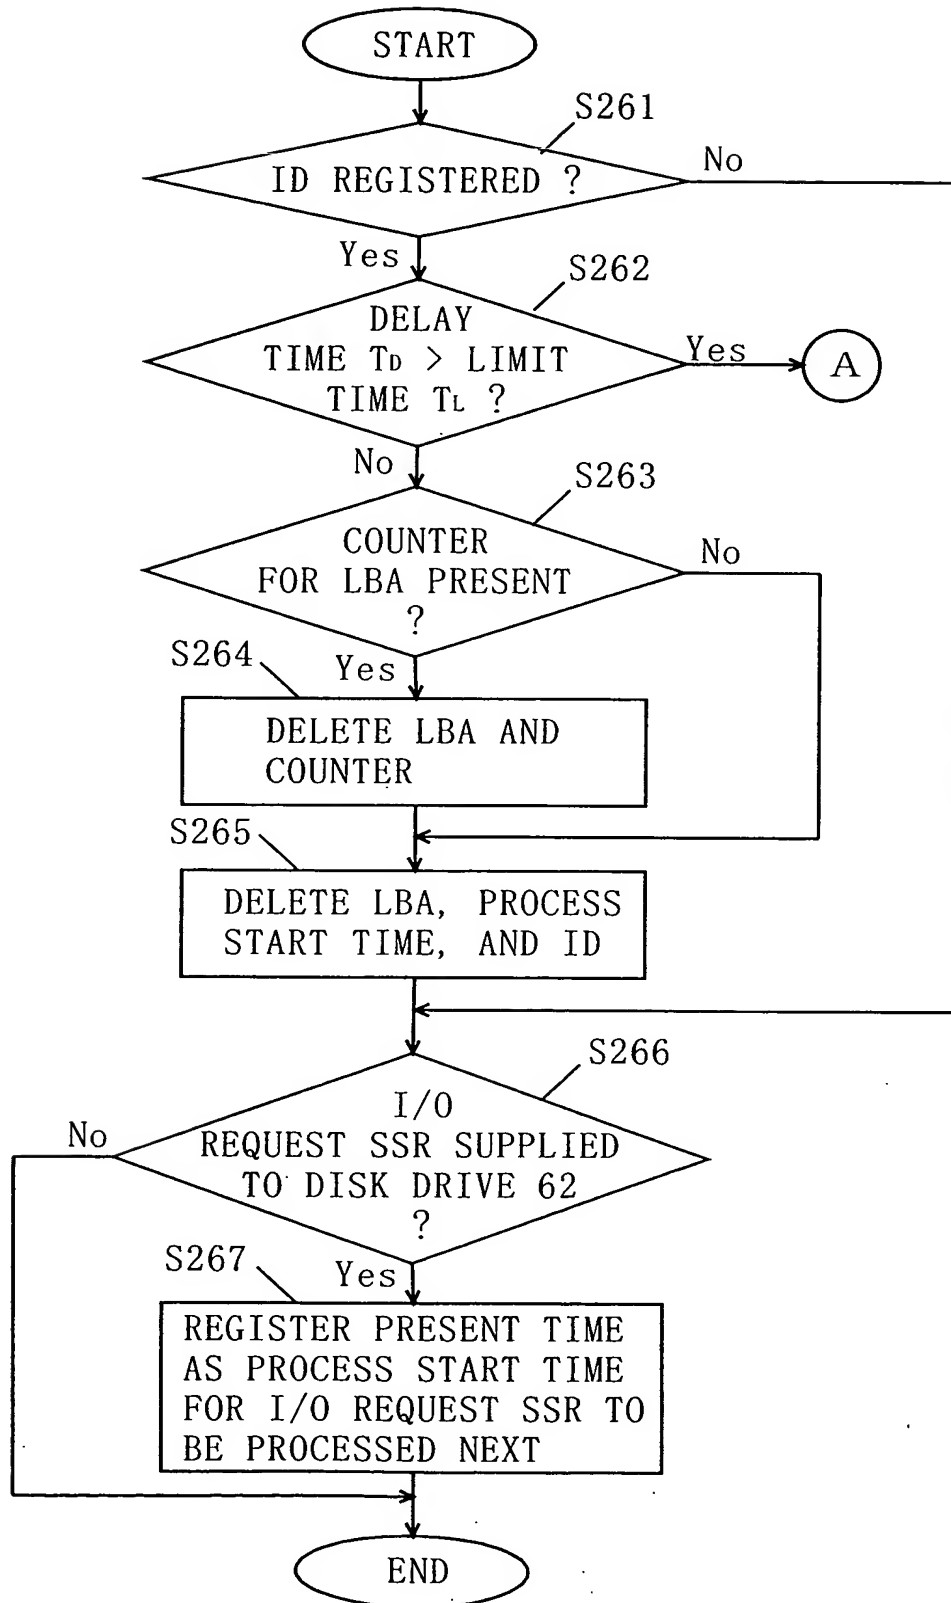 START
S261
ID REGISTERED ?
No
Yes
S262
DELAY
TIME TD > LIMIT
TIME TL ?
Yes
A
No
S263
COUNTER
FOR LBA PRESENT
?
No
Yes
S264
DELETE LBA AND
COUNTER
S265
DELETE LBA, PROCESS
START TIME, AND ID
S266
I/O
REQUEST SSR SUPPLIED
TO DISK DRIVE 62
?
No
Yes
S267
REGISTER PRESENT TIME
AS PROCESS START TIME
FOR I/O REQUEST SSR TO
BE PROCESSED NEXT
END